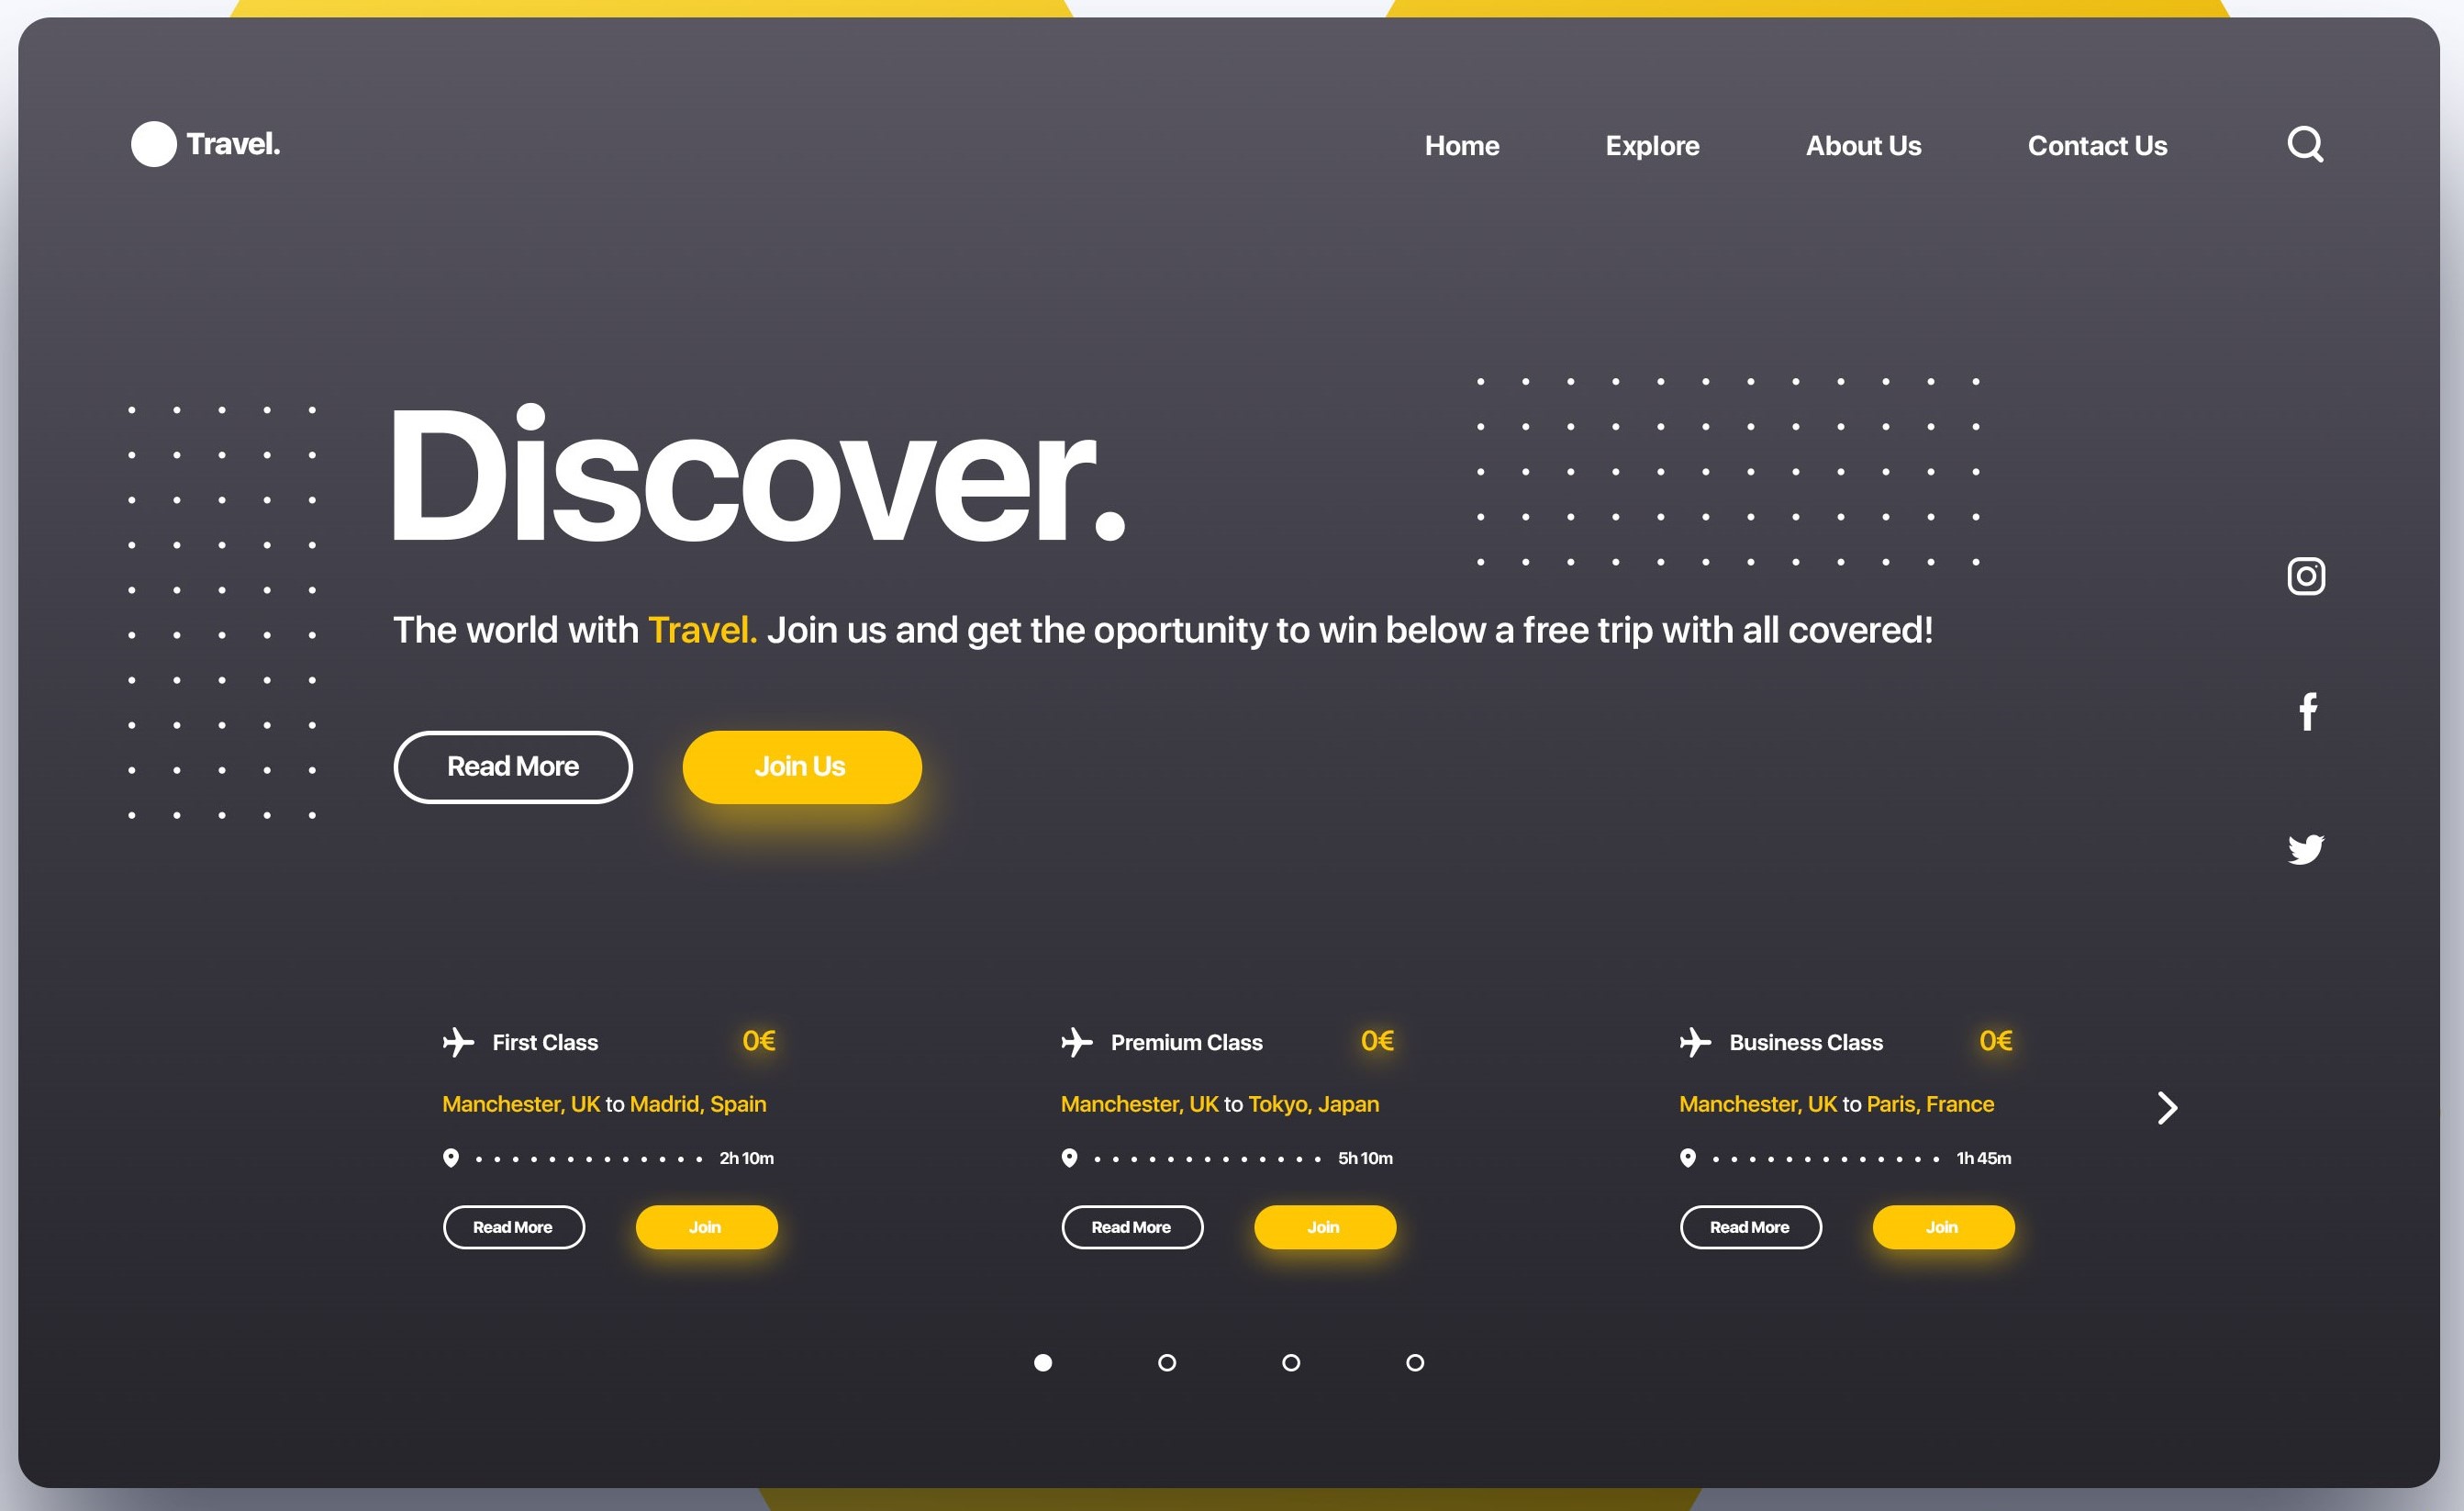 Travel.
Home Explore About Us Contact Us
Discover.
The world with Travel. Join us and get the oportunity to win below a free trip with all covered!
Read More Join Us
First Class 0€
Manchester, UK to Madrid, Spain
2h 10m
Read More Join
Premium Class 0€
Manchester, UK to Tokyo, Japan
5h 10m
Read More Join
Business Class 0€
Manchester, UK to Paris, France
1h 45m
Read More Join